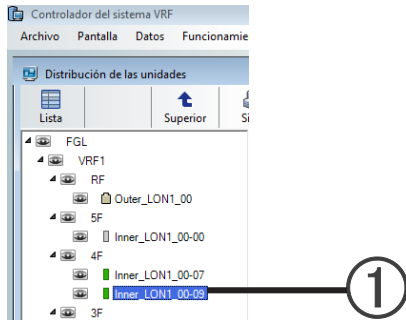 Controlador del sistema VRF
Archivo Pantalla Datos
Distribución de las unidades
Lista Superior
FGL
VRF1
RF
Outer_LON1_00
5F
Inner_LON1_00-00
4F
Inner_LON1_00-07
Inner_LON1_00-09
1
3F